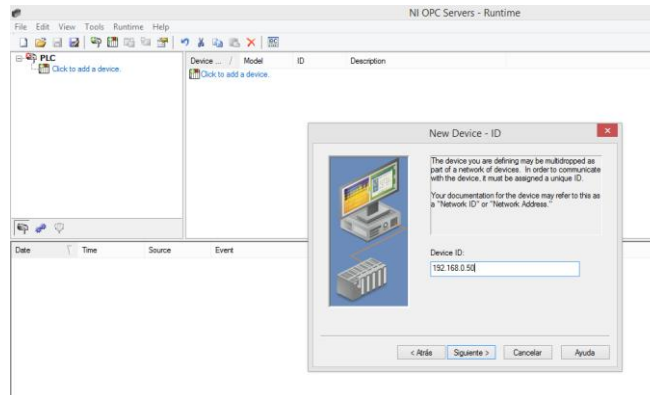 NI OPC Servers - Runtime
File Edit View Tools Runtime Help
PLC
Click to add a device.
Device ... / Model ID Description
Click to add a device.
New Device - ID
The device you are defining may be multidropped as
part of a network of devices. In order to communicate
with the device, it must be assigned a unique ID.
Your documentation for the device may refer to this as
a "Network ID" or "Network Address."
Device ID:
192.168.0.50
< Atrás Siguiente > Cancelar Ayuda
Date Time Source Event